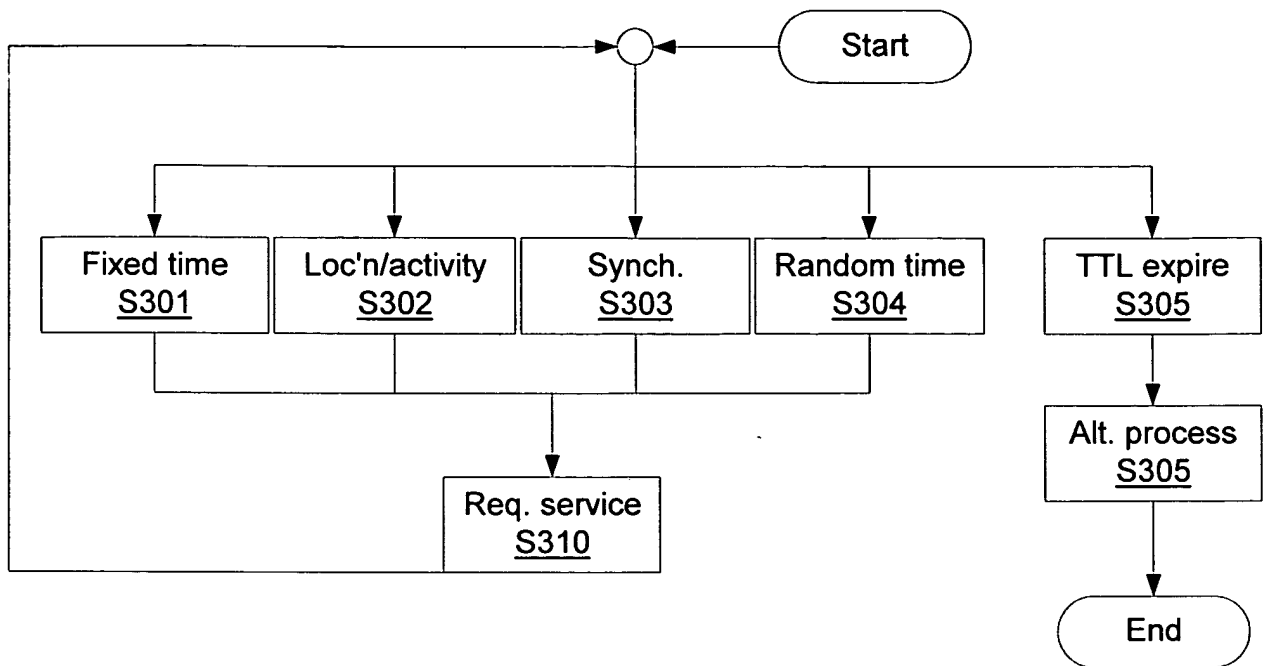 Start
Fixed time
S301
Loc'n/activity
S302
Synch.
S303
Random time
S304
TTL expire
S305
Alt. process
S305
Req. service
S310
End